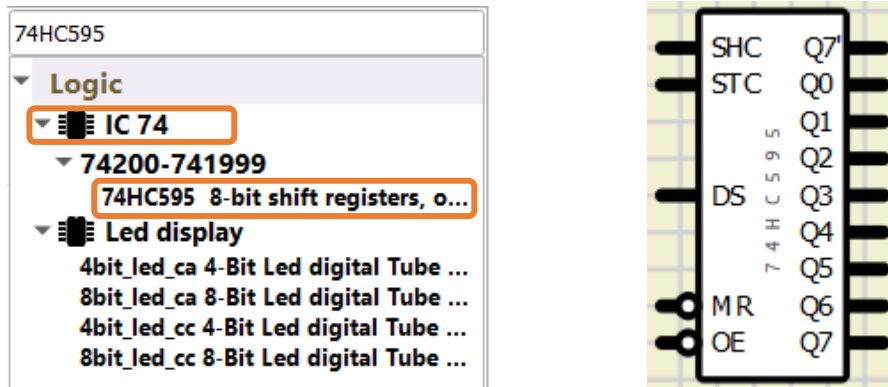 74HC595
Logic
IC 74
74200-741999
74HC595 8-bit shift registers, o...
Led display
4bit_led_ca 4-Bit Led digital Tube ...
8bit_led_ca 8-Bit Led digital Tube ...
4bit_led_cc 4-Bit Led digital Tube ...
8bit_led_cc 8-Bit Led digital Tube ...
SHC Q7'
STC Q0
Q1
Q2
DS Q3
Q4
Q5
MR Q6
OE Q7
74HC595